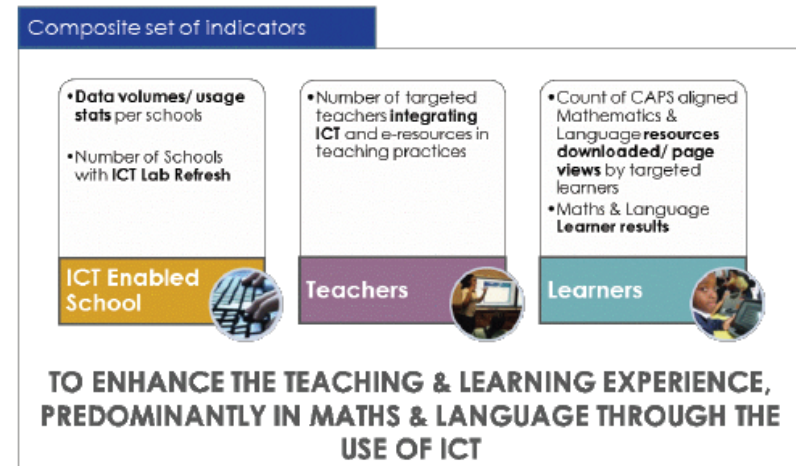 Composite set of indicators
•Data volumes/ usage
stats per schools
•Number of Schools
with ICT Lab Refresh
ICT Enabled
School
•Number of targeted
teachers integrating
ICT and e-resources in
teaching practices
Teachers
•Count of CAPS aligned
Mathematics &
Language resources
downloaded/ page
views by targeted
learners
•Maths & Language
Learner results
Learners
TO ENHANCE THE TEACHING & LEARNING EXPERIENCE,
PREDOMINANTLY IN MATHS & LANGUAGE THROUGH THE
USE OF ICT